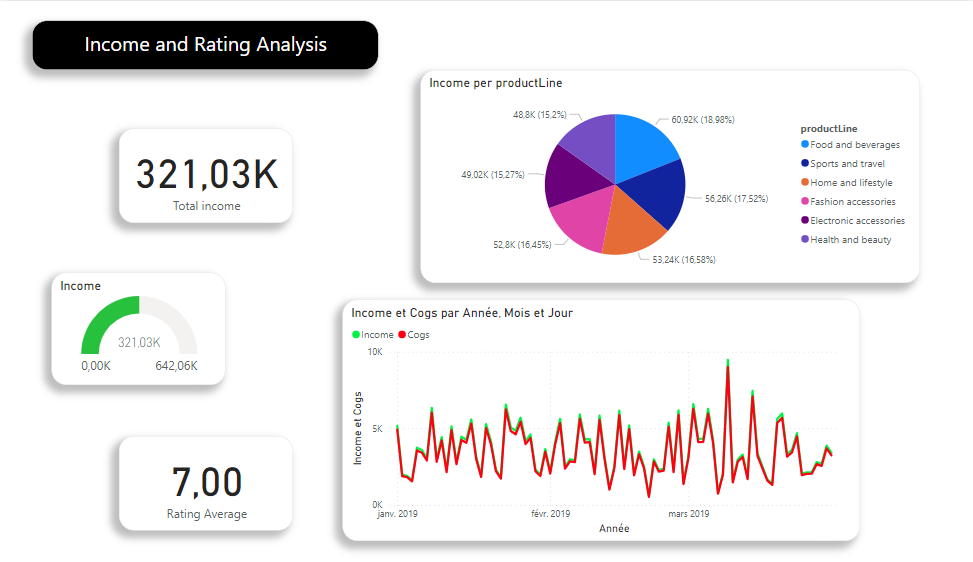 Income and Rating Analysis
Income per productLine
48,8K (15,2%)
60,92K (18,98%)
49,02K (15,27%)
56,26K (17,52%)
52,8K (16,45%)
53,24K (16,58%)
productLine
Food and beverages
Sports and travel
Home and lifestyle
Fashion accessories
Electronic accessories
Health and beauty
321,03K
Total income
Income
321,03K
0,00K
642,06K
Income et Cogs par Année, Mois et Jour
Income Cogs
Income et Cogs
10K
5K
0K
janv. 2019
févr. 2019
mars 2019
Année
7,00
Rating Average